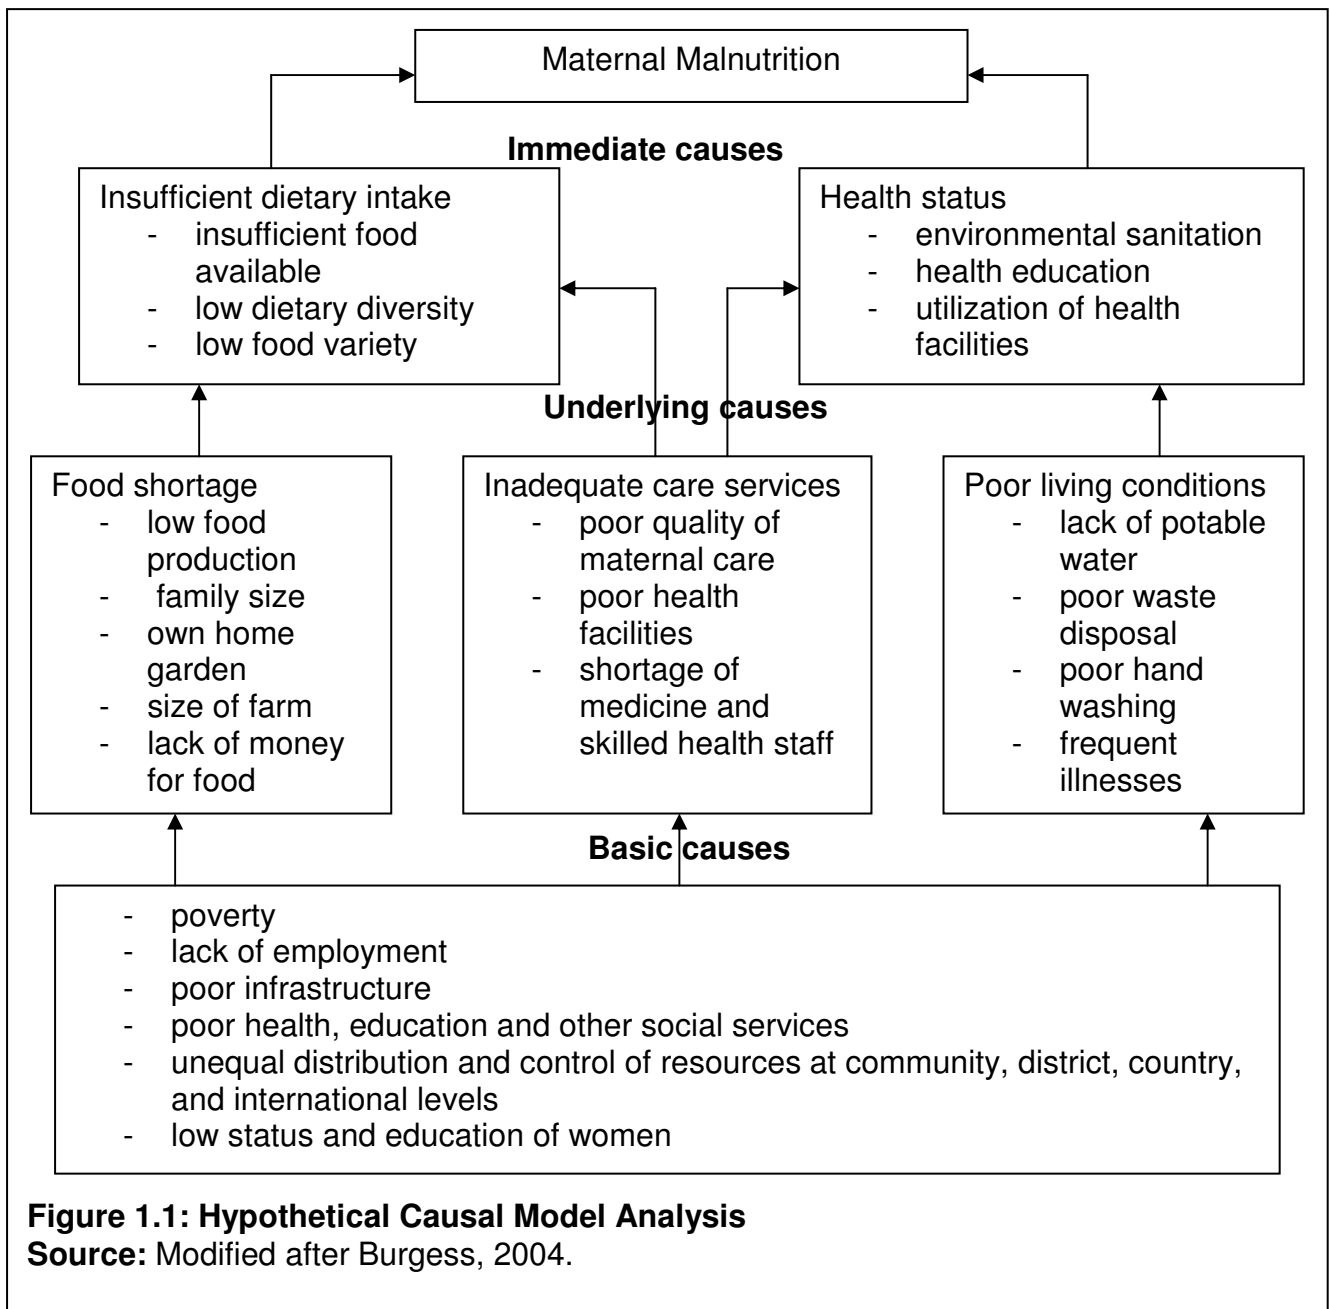 Maternal Malnutrition
Immediate causes
Insufficient dietary intake
- insufficient food
available
- low dietary diversity
- low food variety
Health status
- environmental sanitation
- health education
- utilization of health
facilities
Underlying causes
Food shortage
- low food
production
- family size
- own home
garden
- size of farm
- lack of money
for food
Inadequate care services
- poor quality of
maternal care
- poor health
facilities
- shortage of
medicine and
skilled health staff
Poor living conditions
- lack of potable
water
- poor waste
disposal
- poor hand
washing
- frequent
illnesses
Basic causes
- poverty
- lack of employment
- poor infrastructure
- poor health, education and other social services
- unequal distribution and control of resources at community, district, country,
and international levels
- low status and education of women
Figure 1.1: Hypothetical Causal Model Analysis
Source: Modified after Burgess, 2004.